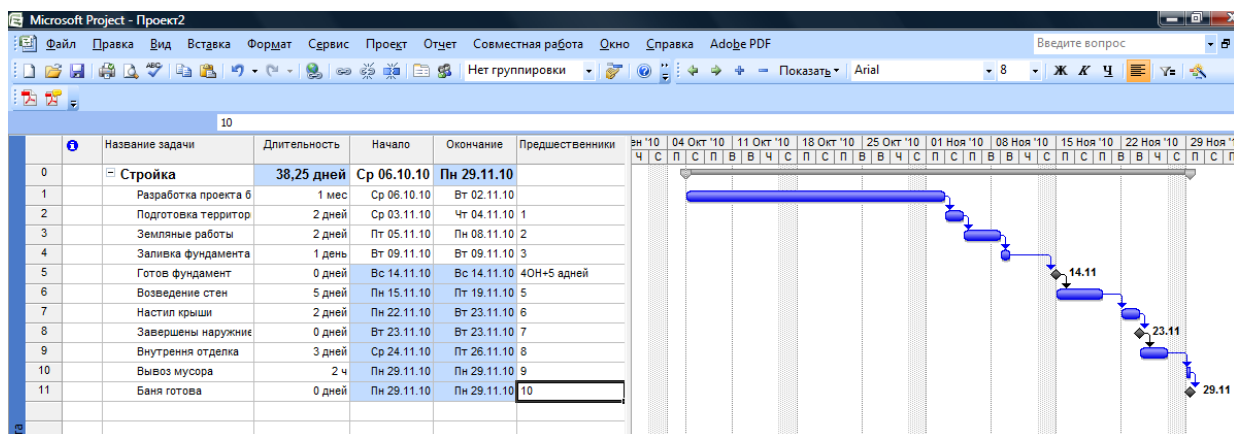 Microsoft Project - Проект2
Файл Правка Вид Вставка Формат Сервис Проект Отчет Совместная работа Окно Справка Adobe PDF Введите вопрос
Нет группировки Показать Arial 8 Ж К Ч
10
Название задачи Длительность Начало Окончание Предшественники ен '10 04 Окт '10 11 Окт '10 18 Окт '10 25 Окт '10 01 Ноя '10 08 Ноя '10 15 Ноя '10 22 Ноя '10 29 Ноя '1
Ч С П С П В В Ч С П С П В В Ч С П С П В В Ч С П С П
0 Стройка 38,25 дней Ср 06.10.10 Пн 29.11.10
1 Разработка проекта б 1 мес Ср 06.10.10 Вт 02.11.10
2 Подготовка территор 2 дней Ср 03.11.10 Чт 04.11.10 1
3 Земляные работы 2 дней Пт 05.11.10 Пн 08.11.10 2
4 Заливка фундамента 1 день Вт 09.11.10 Вт 09.11.10 3
5 Готов фундамент 0 дней Вс 14.11.10 Вс 14.11.10 4ОН+5 адней 14.11
6 Возведение стен 5 дней Пн 15.11.10 Пт 19.11.10 5
7 Настил крыши 2 дней Пн 22.11.10 Вт 23.11.10 6
8 Завершены наружние 0 дней Вт 23.11.10 Вт 23.11.10 7 23.11
9 Внутрення отделка 3 дней Ср 24.11.10 Пт 26.11.10 8
10 Вывоз мусора 2 ч Пн 29.11.10 Пн 29.11.10 9
11 Баня готова 0 дней Пн 29.11.10 Пн 29.11.10 10 29.11